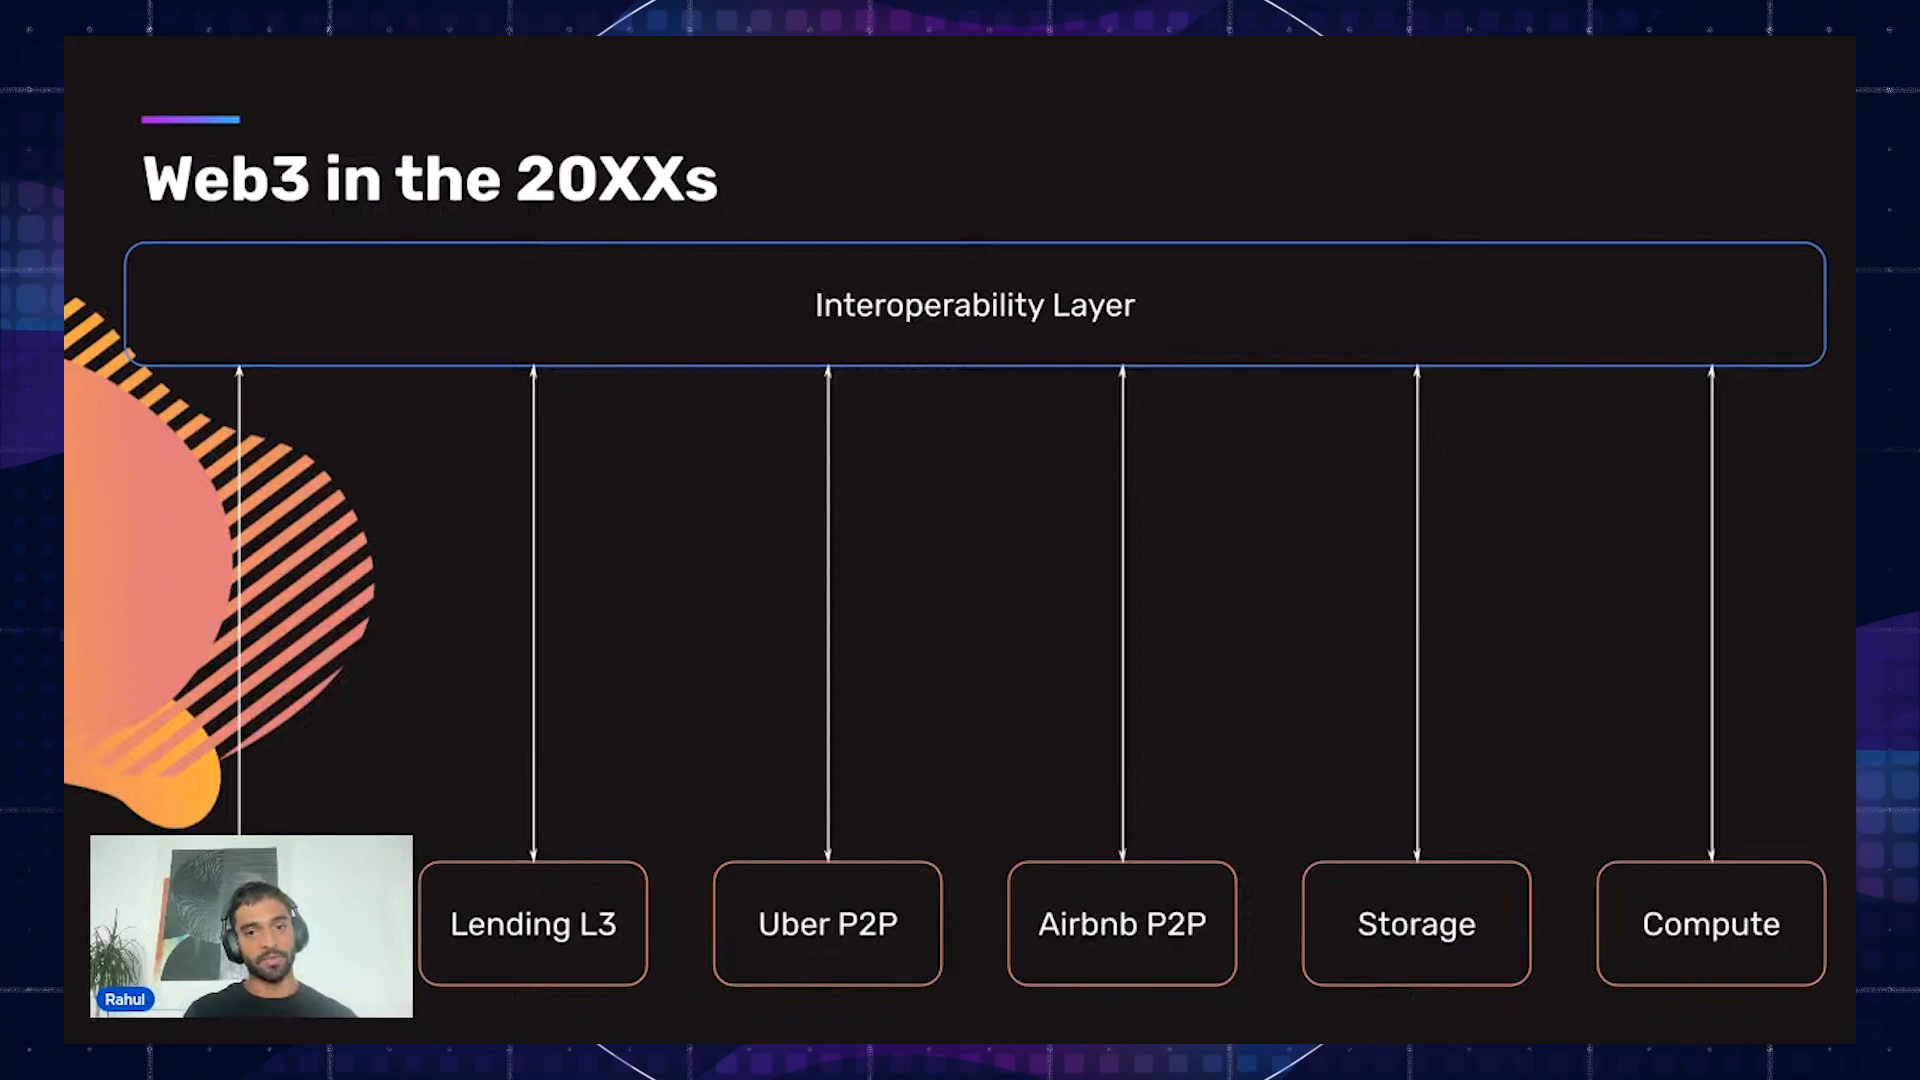 Web3 in the 20XXs
Interoperability Layer
Lending L3
Uber P2P
Airbnb P2P
Storage
Compute
Rahul